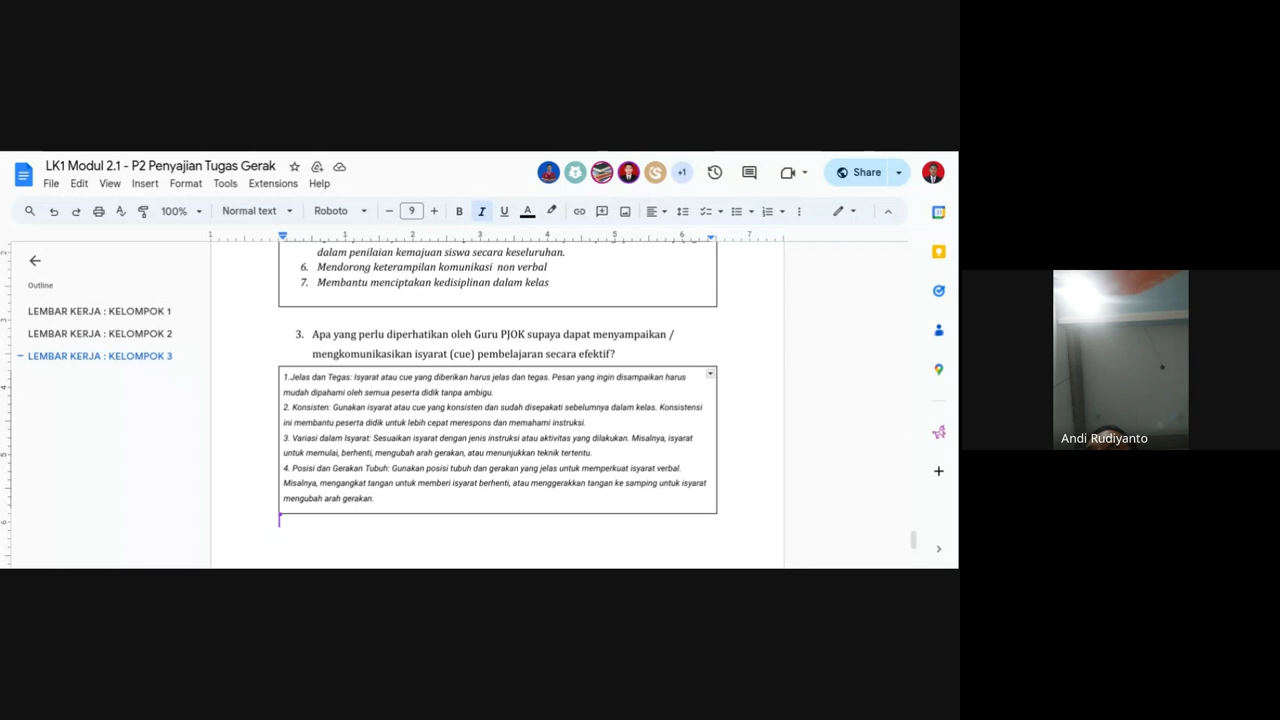 LK1 Modul 2.1 - P2 Penyajian Tugas Gerak
File Edit View Insert Format Tools Extensions Help
+1
Share
100% Normal text Roboto 9 B I U A
1 1 2 3 4 5 6 7
Outline
LEMBAR KERJA : KELOMPOK 1
LEMBAR KERJA : KELOMPOK 2
LEMBAR KERJA : KELOMPOK 3
dalam penilaian kemajuan siswa secara keseluruhan.
6. Mendorong keterampilan komunikasi non verbal
7. Membantu menciptakan kedisiplinan dalam kelas
3. Apa yang perlu diperhatikan oleh Guru PJOK supaya dapat menyampaikan /
mengkomunikasikan isyarat (cue) pembelajaran secara efektif?
1.Jelas dan Tegas: Isyarat atau cue yang diberikan harus jelas dan tegas. Pesan yang ingin disampaikan harus
mudah dipahami oleh semua peserta didik tanpa ambigu.
2. Konsisten: Gunakan isyarat atau cue yang konsisten dan sudah disepakati sebelumnya dalam kelas. Konsistensi
ini membantu peserta didik untuk lebih cepat merespons dan memahami instruksi.
3. Variasi dalam Isyarat: Sesuaikan isyarat dengan jenis instruksi atau aktivitas yang dilakukan. Misalnya, isyarat
untuk memulai, berhenti, mengubah arah gerakan, atau menunjukkan teknik tertentu.
4. Posisi dan Gerakan Tubuh: Gunakan posisi tubuh dan gerakan yang jelas untuk memperkuat isyarat verbal.
Misalnya, mengangkat tangan untuk memberi isyarat berhenti, atau menggerakkan tangan ke samping untuk isyarat
mengubah arah gerakan.
Andi Rudiyanto